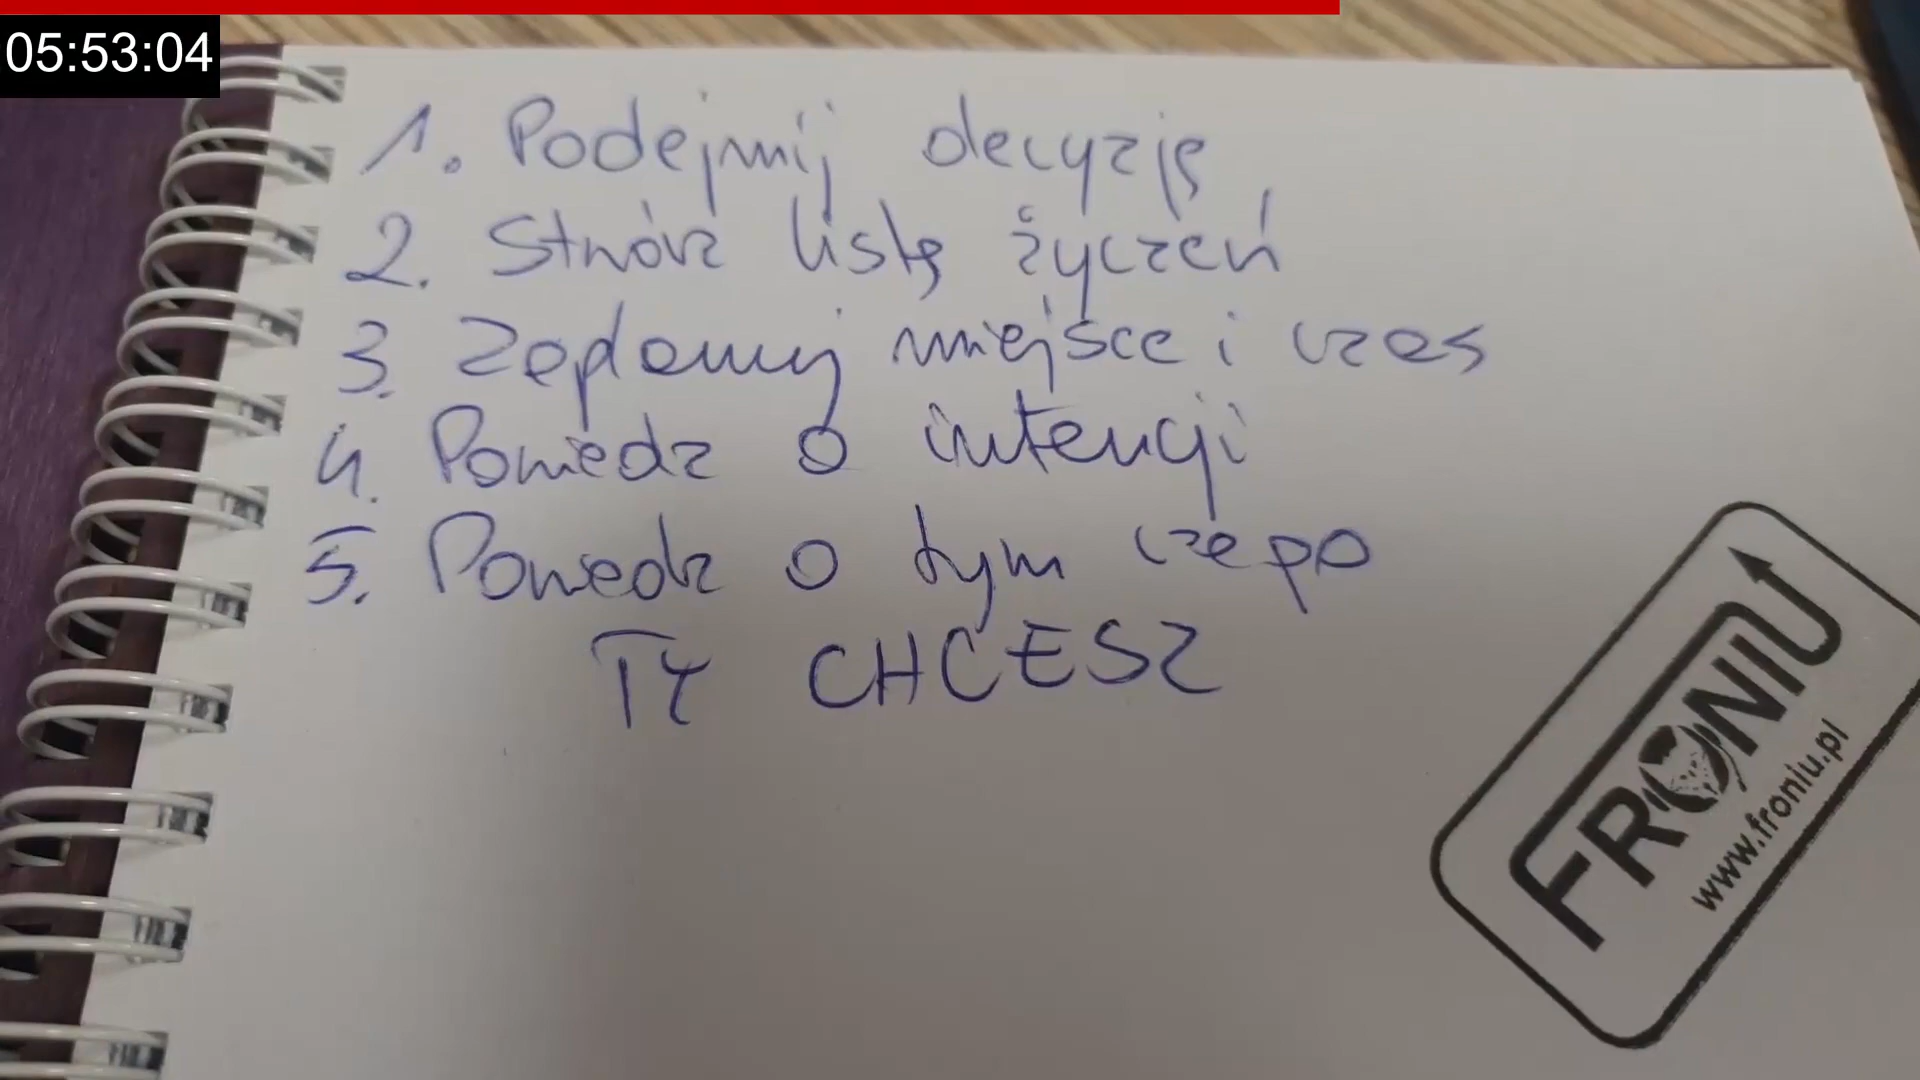 05:53:04
1. Podejmij decyzję
2. Stwórz listę życzeń
3. Zaplanuj miejsce i czas
4. Powiedz o intencji
5. Powiedz o tym czego
TY CHCESZ
FRONIU
www.froniu.pl